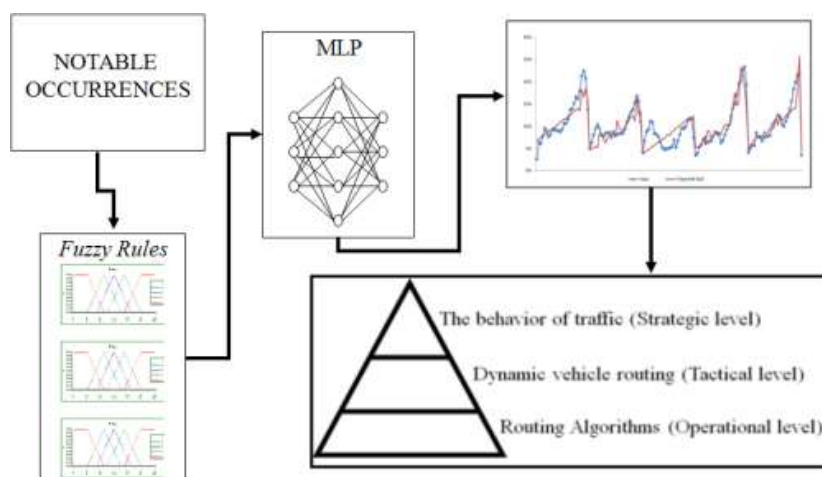 NOTABLE
OCCURRENCES
MLP
Fuzzy Rules
The behavior of traffic (Strategic level)
Dynamic vehicle routing (Tactical level)
Routing Algorithms (Operational level)